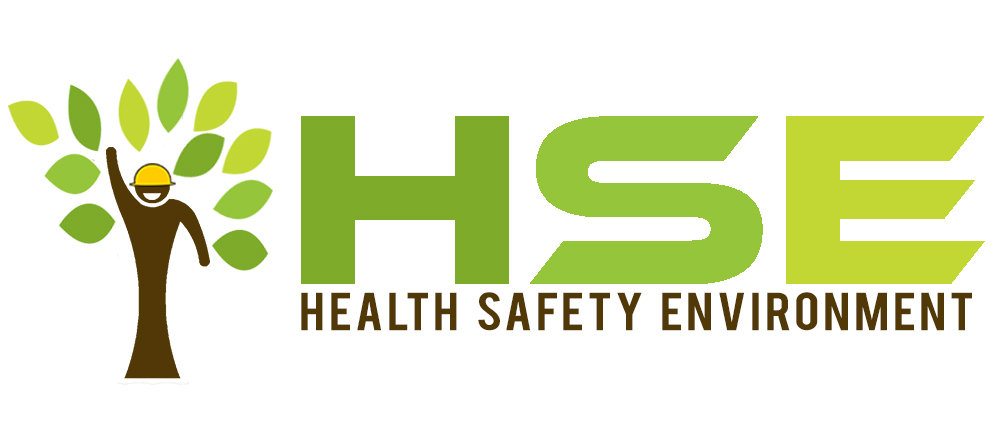 HSE
HEALTH SAFETY ENVIRONMENT